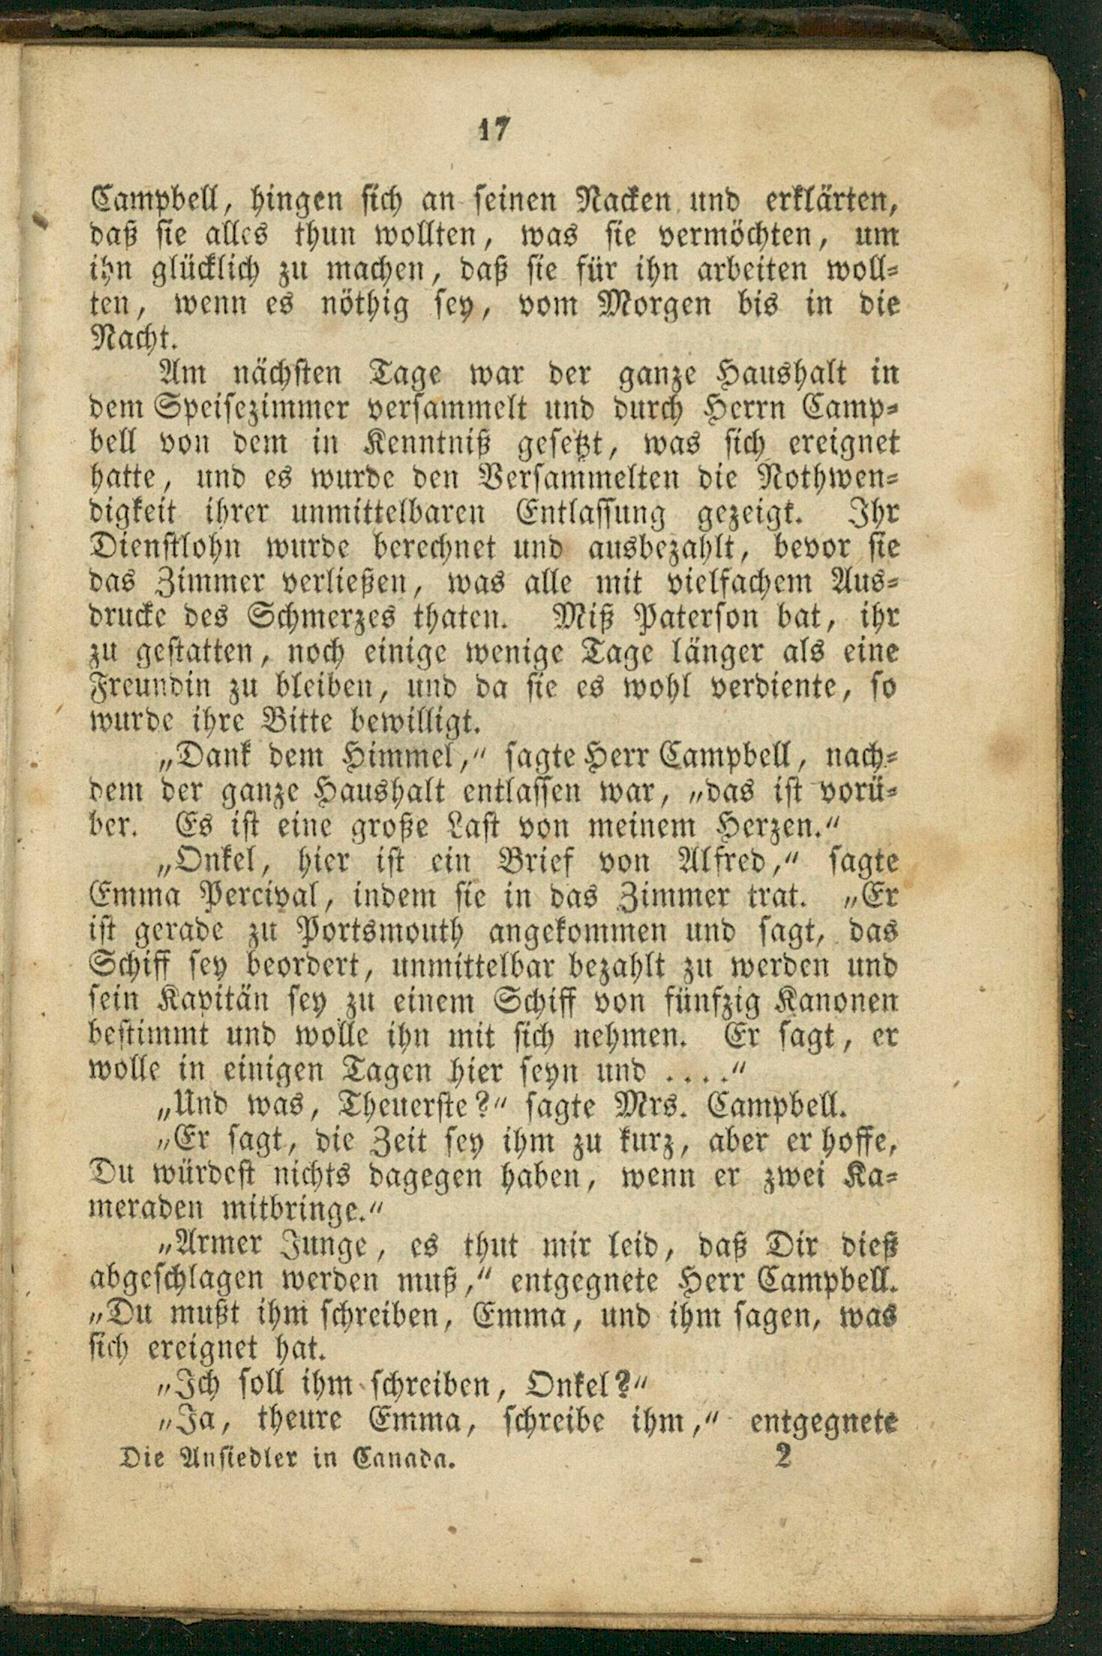 17
Campbell, hingen sich an seinen Nacken und erklärten,
daß sie alles thun wollten, was sie vermöchten, um
ihn glücklich zu machen, daß sie für ihn arbeiten woll-
ten, wenn es nöthig sey, vom Morgen bis in die
Nacht.
Am nächsten Tage war der ganze Haushalt in
dem Speisezimmer versammelt und durch Herrn Camp-
bell von dem in Kenntniß gesetzt, was sich ereignet
hatte, und es wurde den Versammelten die Nothwen-
digkeit ihrer unmittelbaren Entlassung gezeigt. Ihr
Dienstlohn wurde berechnet und ausbezahlt, bevor sie
das Zimmer verließen, was alle mit vielfachem Aus-
drucke des Schmerzes thaten. Miß Paterson bat, ihr
zu gestatten, noch einige wenige Tage länger als eine
Freundin zu bleiben, und da sie es wohl verdiente, so
wurde ihre Bitte bewilligt.
„Dank dem Himmel,“ sagte Herr Campbell, nach-
dem der ganze Haushalt entlassen war, „das ist vorü-
ber. Es ist eine große Last von meinem Herzen.“
„Onkel, hier ist ein Brief von Alfred,“ sagte
Emma Percival, indem sie in das Zimmer trat. „Er
ist gerade zu Portsmouth angekommen und sagt, das
Schiff sey beordert, unmittelbar bezahlt zu werden und
sein Kapitän sey zu einem Schiff von fünfzig Kanonen
bestimmt und wolle ihn mit sich nehmen. Er sagt, er
wolle in einigen Tagen hier seyn und ....“
„Und was, Theuerste?“ sagte Mrs. Campbell.
„Er sagt, die Zeit sey ihm zu kurz, aber er hoffe,
Du würdest nichts dagegen haben, wenn er zwei Ka-
meraden mitbringe.“
„Armer Junge, es thut mir leid, daß Dir dieß
abgeschlagen werden muß,“ entgegnete Herr Campbell.
„Du mußt ihm schreiben, Emma, und ihm sagen, was
sich ereignet hat.
„Ich soll ihm schreiben, Onkel?“
„Ja, theure Emma, schreibe ihm,“ entgegnete
Die Ansiedler in Canada. 2